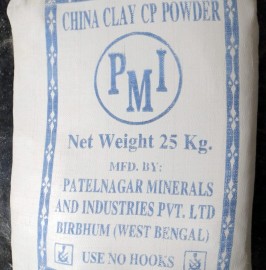 CHINA CLAY CP POWDER
PMI
Net Weight 25 Kg.
MFD. BY:
PATELNAGAR MINERALS
AND INDUSTRIES PVT. LTD
BIRBHUM (WEST BENGAL)
USE NO HOOKS